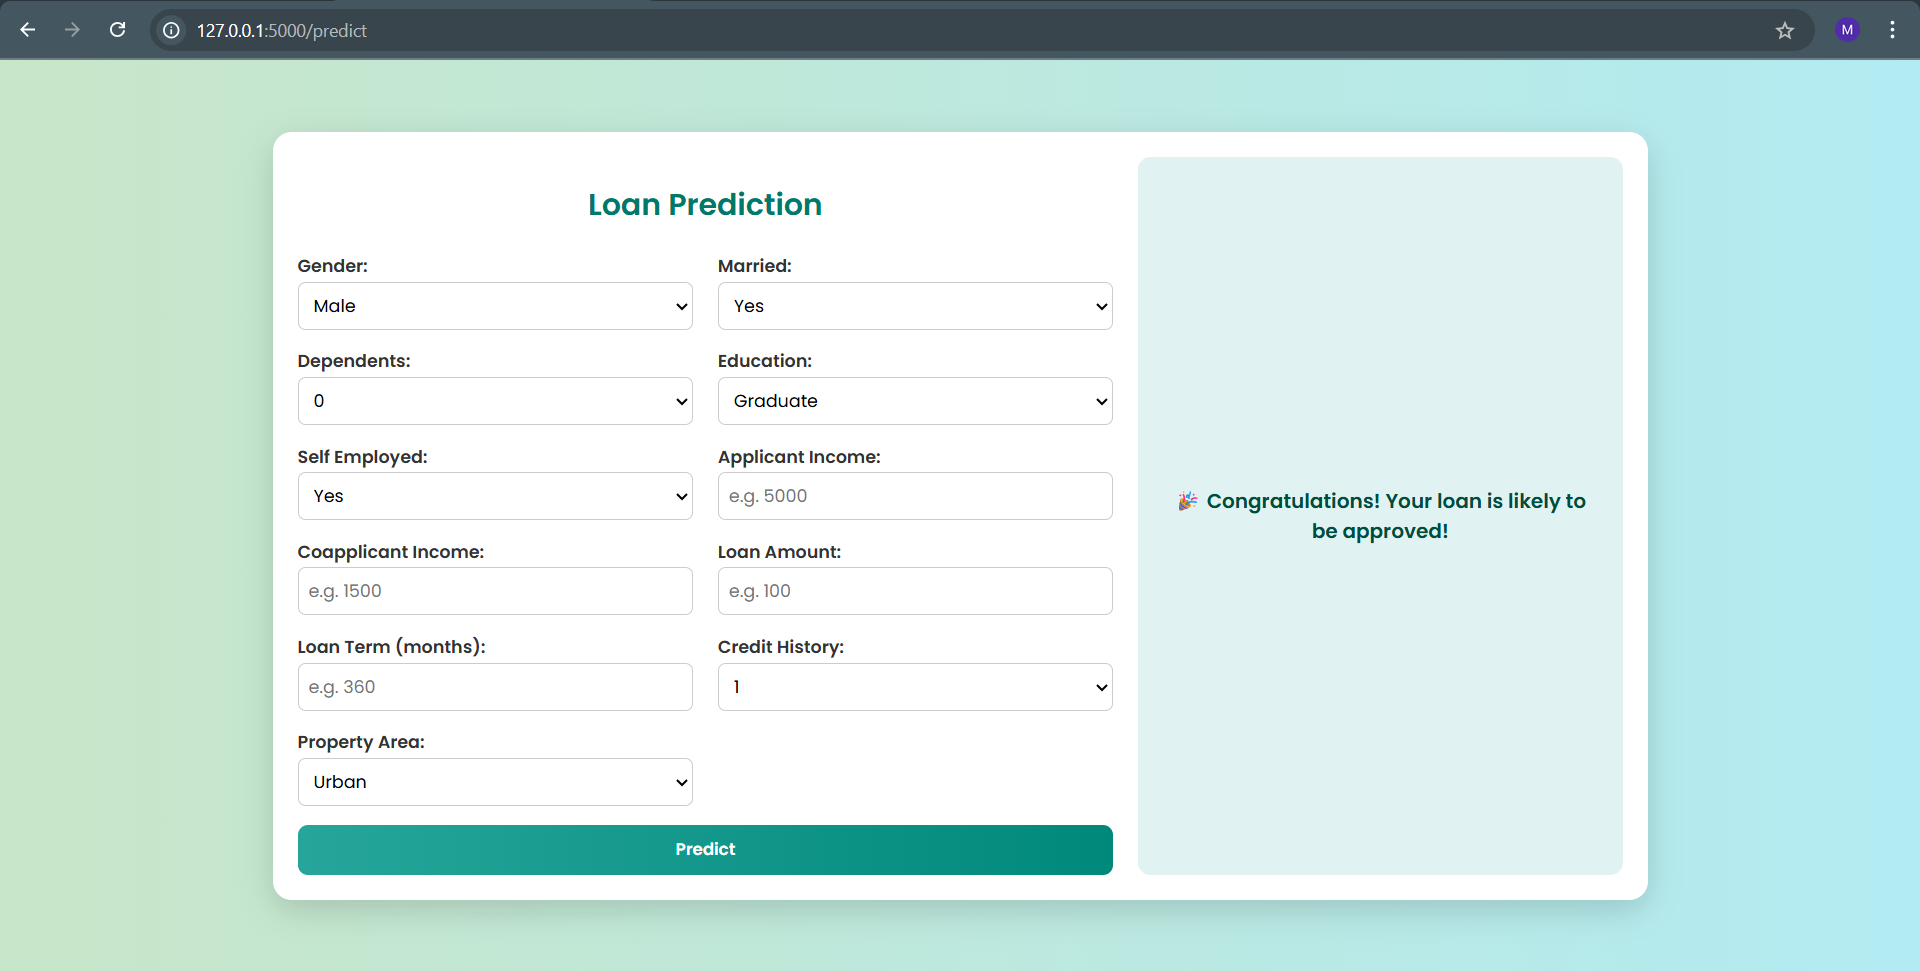 127.0.0.1:5000/predict
M
Loan Prediction
Gender:
Married:
Male
Yes
Dependents:
Education:
0
Graduate
Self Employed:
Applicant Income:
Yes
e.g. 5000
Coapplicant Income:
Loan Amount:
e.g. 1500
e.g. 100
Loan Term (months):
Credit History:
e.g. 360
1
Property Area:
Urban
Predict
🎉 Congratulations! Your loan is likely to
be approved!